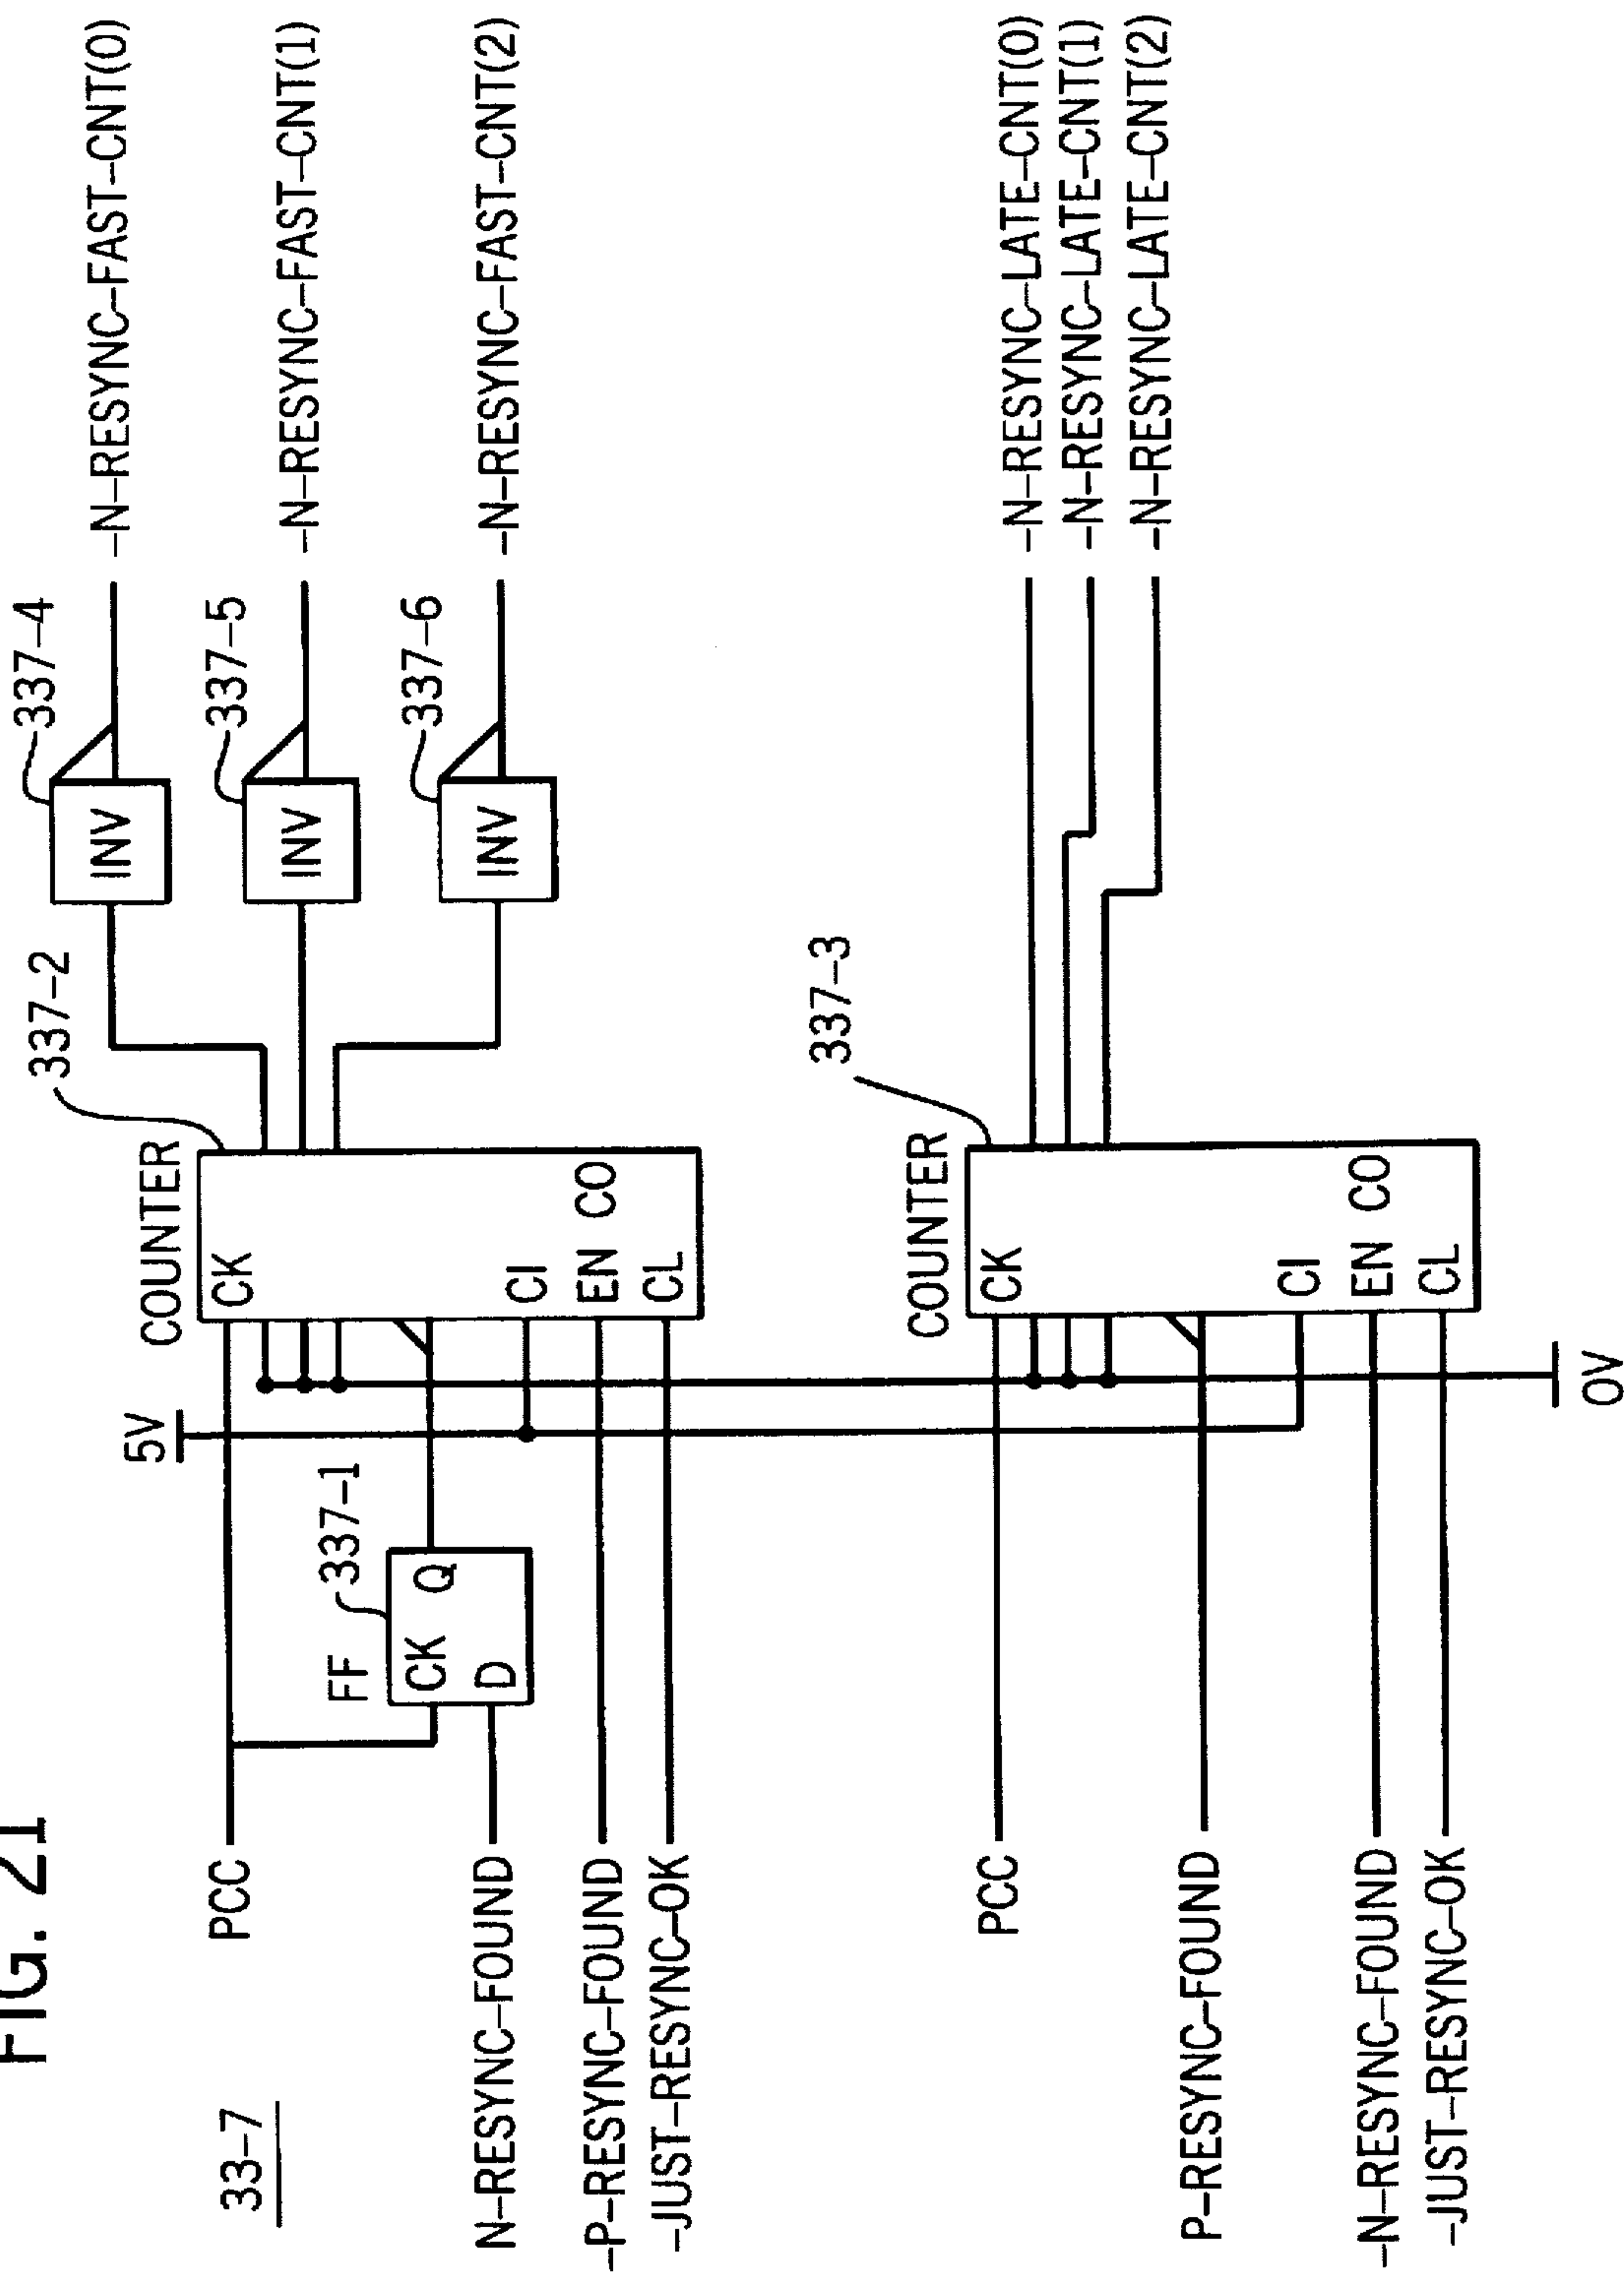 FIG. 21
33-7
PCC
N-RESYNC-FOUND
-P-RESYNC-FOUND
-JUST-RESYNC-OK
FF
337-1
CK
Q
D
5V
COUNTER
337-2
CK
CI
EN CO
CL
INV
337-4
-N-RESYNC-FAST-CNT(0)
INV
337-5
-N-RESYNC-FAST-CNT(1)
INV
337-6
-N-RESYNC-FAST-CNT(2)
PCC
P-RESYNC-FOUND
-N-RESYNC-FOUND
-JUST-RESYNC-OK
COUNTER
337-3
CK
CI
EN CO
CL
0V
-N-RESYNC-LATE-CNT(0)
-N-RESYNC-LATE-CNT(1)
-N-RESYNC-LATE-CNT(2)